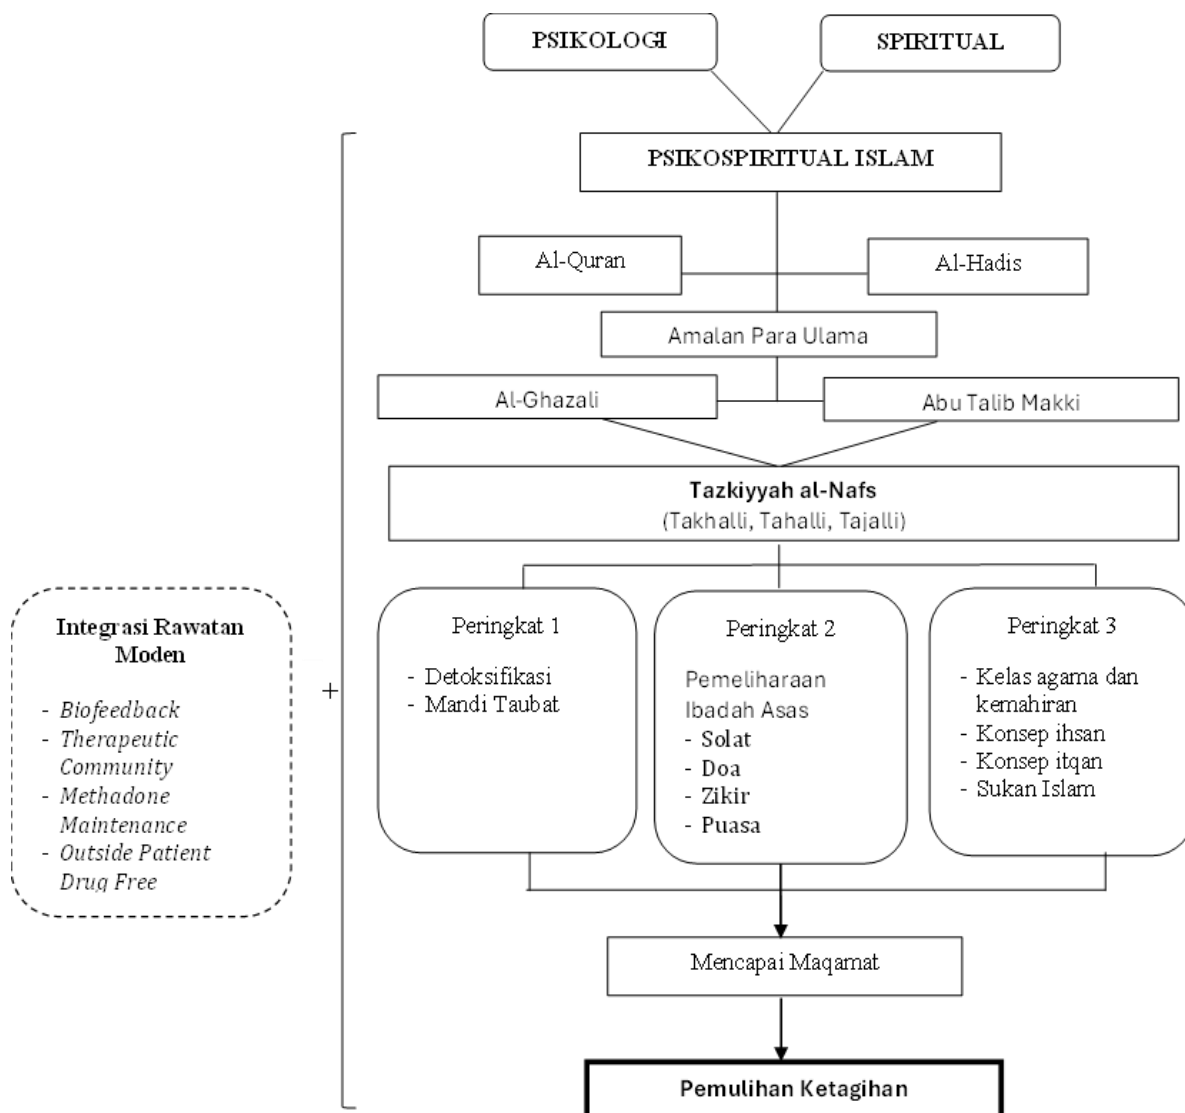 PSIKOLOGI
SPIRITUAL
PSIKOSPIRITUAL ISLAM
Al-Quran
Al-Hadis
Amalan Para Ulama
Al-Ghazali
Abu Talib Makki
Tazkiyyah al-Nafs
(Takhalli, Tahalli, Tajalli)
Integrasi Rawatan
Moden
- Biofeedback
- Therapeutic
Community
- Methadone
Maintenance
- Outside Patient
Drug Free
+
Peringkat 1
- Detoksifikasi
- Mandi Taubat
Peringkat 2
Pemeliharaan
Ibadah Asas
- Solat
- Doa
- Zikir
- Puasa
Peringkat 3
- Kelas agama dan
kemahiran
- Konsep ihsan
- Konsep itqan
- Sukan Islam
Mencapai Maqamat
Pemulihan Ketagihan